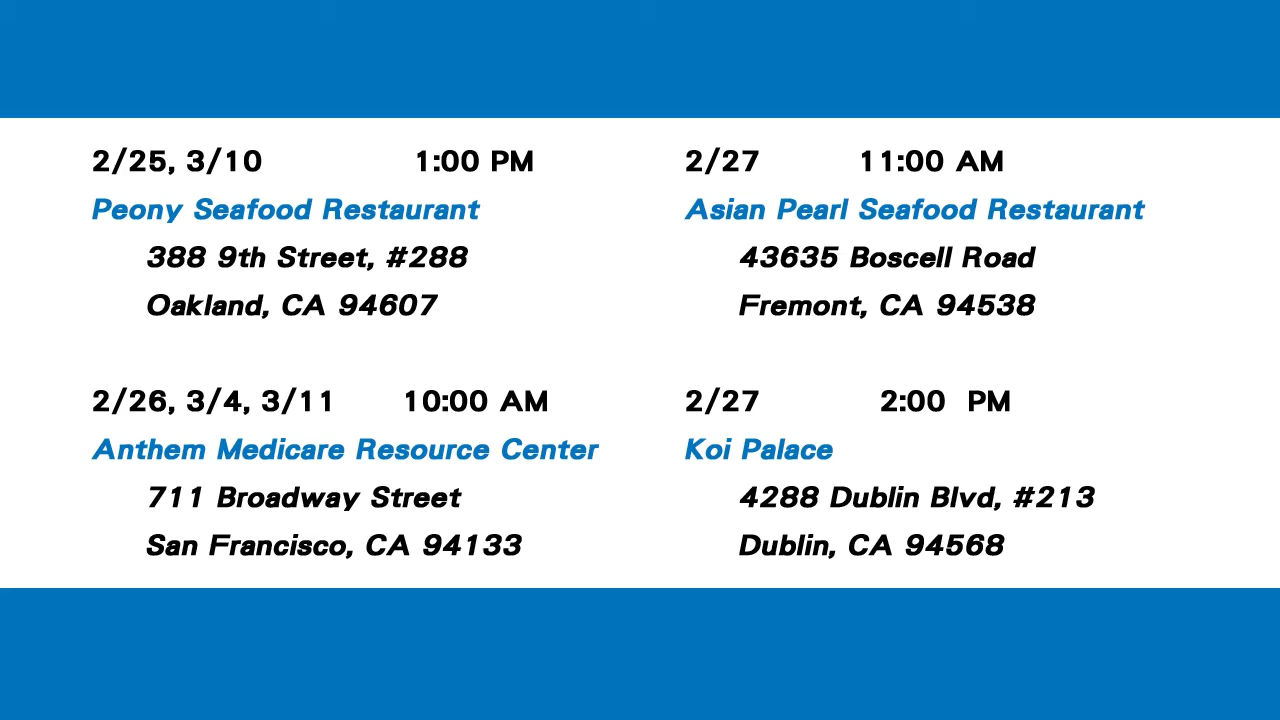 2/25, 3/10 1:00 PM
Peony Seafood Restaurant
388 9th Street, #288
Oakland, CA 94607
2/26, 3/4, 3/11 10:00 AM
Anthem Medicare Resource Center
711 Broadway Street
San Francisco, CA 94133
2/27 11:00 AM
Asian Pearl Seafood Restaurant
43635 Boscell Road
Fremont, CA 94538
2/27 2:00 PM
Koi Palace
4288 Dublin Blvd, #213
Dublin, CA 94568